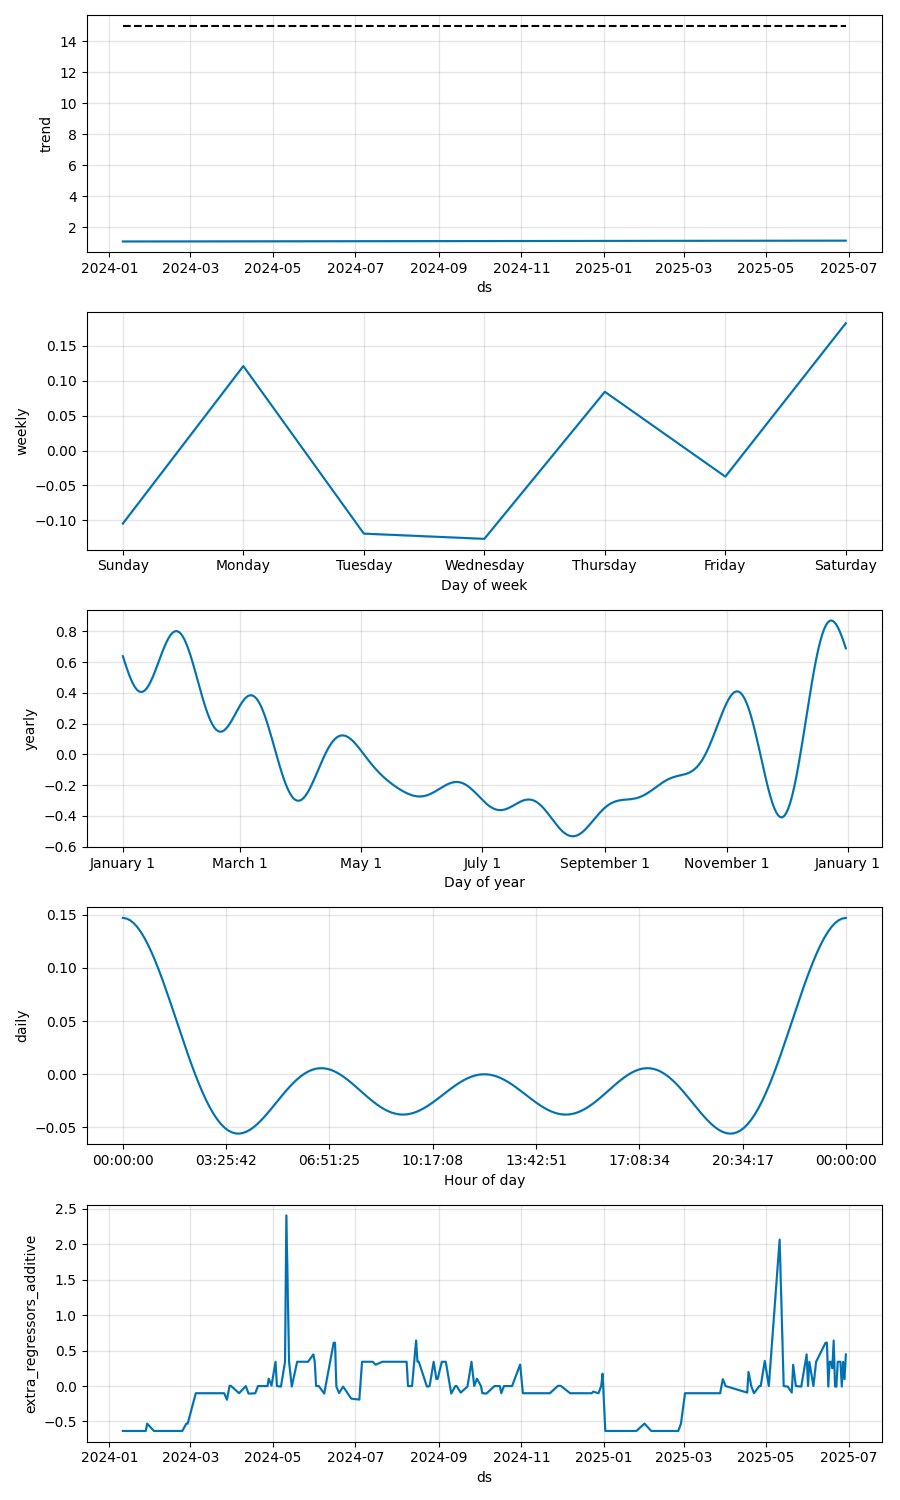 14
12
10
8
6
4
2
trend
2024-01 2024-03 2024-05 2024-07 2024-09 2024-11 2025-01 2025-03 2025-05 2025-07
ds
0.15
0.10
0.05
0.00
−0.05
−0.10
weekly
Sunday Monday Tuesday Wednesday Thursday Friday Saturday
Day of week
0.8
0.6
0.4
0.2
0.0
−0.2
−0.4
−0.6
yearly
January 1 March 1 May 1 July 1 September 1 November 1 January 1
Day of year
0.15
0.10
0.05
0.00
−0.05
daily
00:00:00 03:25:42 06:51:25 10:17:08 13:42:51 17:08:34 20:34:17 00:00:00
Hour of day
2.5
2.0
1.5
1.0
0.5
0.0
−0.5
extra_regressors_additive
2024-01 2024-03 2024-05 2024-07 2024-09 2024-11 2025-01 2025-03 2025-05 2025-07
ds